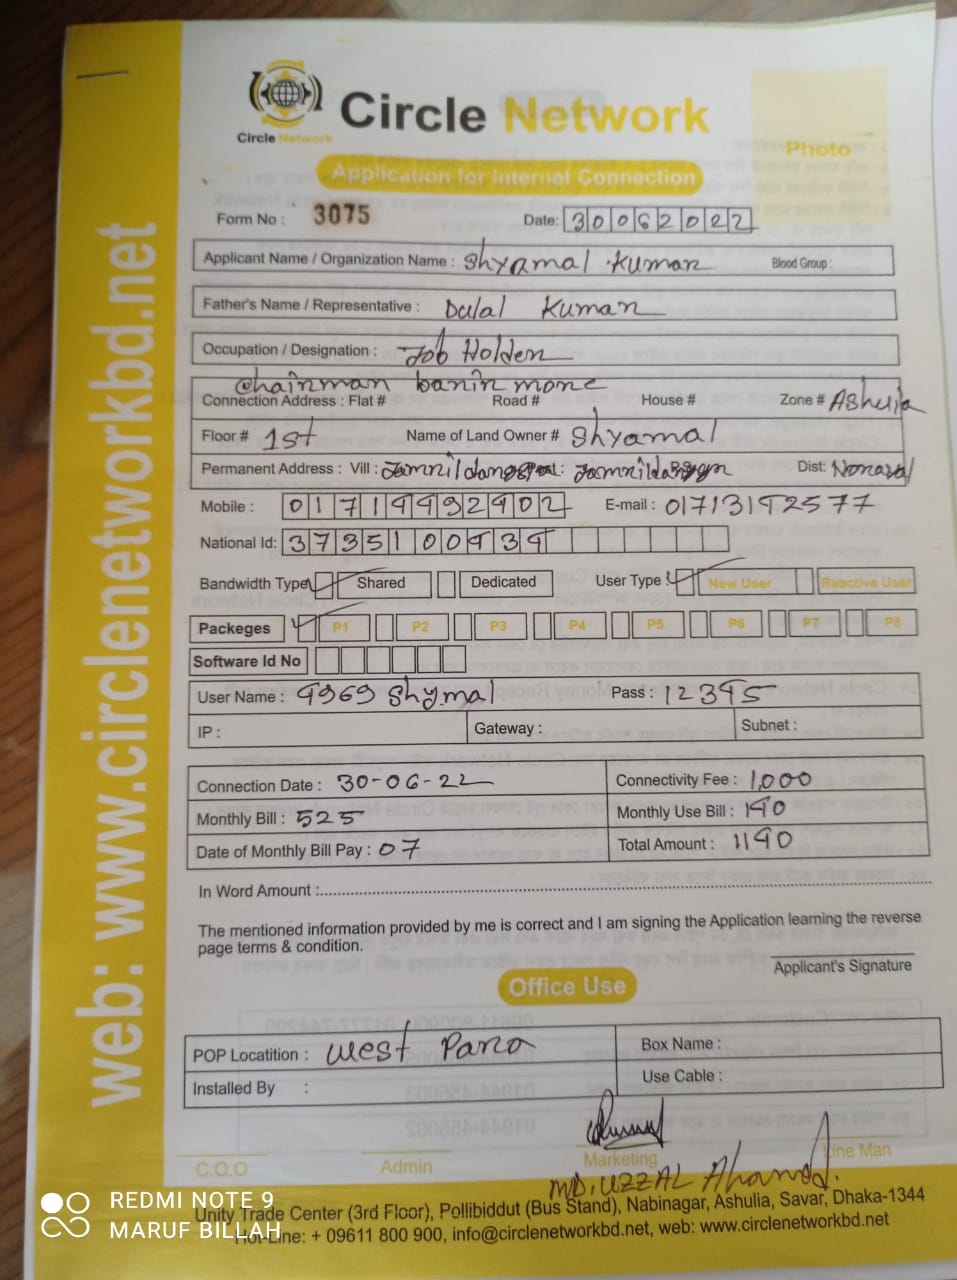 Circle Network
Circle Network
Photo
Application for Internet Connection
Form No : 3075
Date: 30062022
Applicant Name / Organization Name : Shyamal Kumar
Blood Group :
Father's Name / Representative : Dulal Kumar
Occupation / Designation : Job Holder
Chairman barir more
Connection Address : Flat # Road # House # Zone # Ashulia
Floor # 1st Name of Land Owner # Shyamal
Permanent Address : Vill : Dist:
Mobile : 01719992902 E-mail : 01713192577
National Id: 3735100939
Bandwidth Type Shared Dedicated User Type : New User Reactive User
Packeges P1 P2 P3 P4 P5 P6 P7 P8
Software Id No
User Name : 9969 Shymal Pass : 12345
IP : Gateway : Subnet :
Connection Date : 30-06-22 Connectivity Fee : 1,000
Monthly Bill : 525 Monthly Use Bill : 190
Date of Monthly Bill Pay : 07 Total Amount : 1190
In Word Amount :
The mentioned information provided by me is correct and I am signing the Application learning the reverse
page terms & condition.
Applicant's Signature
Office Use
POP Locatition : West Para Box Name :
Installed By : Use Cable :
C.O.O Admin Marketing Line Man
MD. UZZAL Ahamed
Unity Trade Center (3rd Floor), Pollibiddut (Bus Stand), Nabinagar, Ashulia, Savar, Dhaka-1344
Hot-Line: + 09611 800 900, info@circlenetworkbd.net, web: www.circlenetworkbd.net
web: www.circlenetworkbd.net
REDMI NOTE 9
MARUF BILLAH